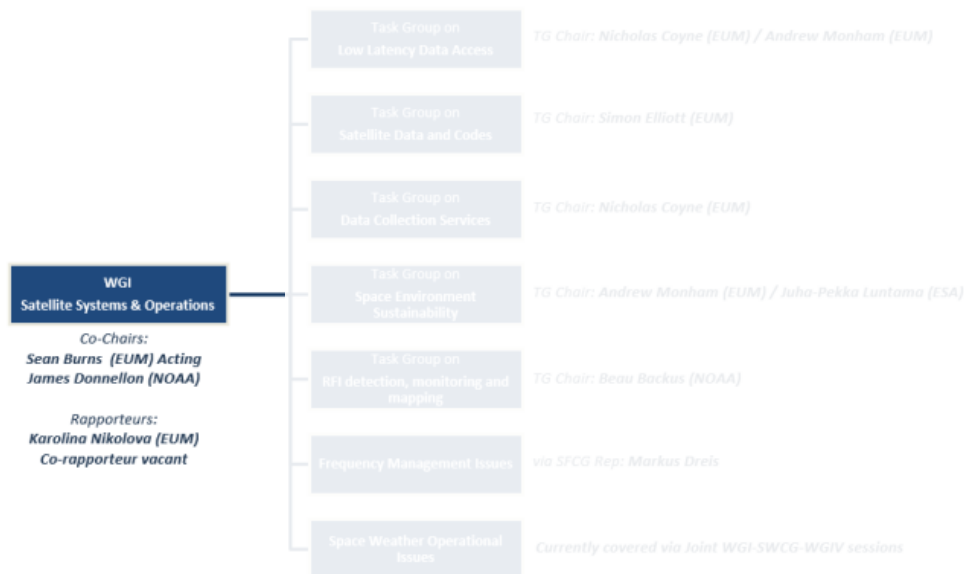 Task Group on
Low Latency Data Access
TG Chair: Nicholas Coyne (EUM) / Andrew Monham (EUM)
Task Group on
Satellite Data and Codes
TG Chair: Simon Elliott (EUM)
Task Group on
Data Collection Services
TG Chair: Nicholas Coyne (EUM)
WGI
Satellite Systems & Operations
Co-Chairs:
Sean Burns (EUM) Acting
James Donnellon (NOAA)
Rapporteurs:
Karolina Nikolova (EUM)
Co-rapporteur vacant
Task Group on
Space Environment
Sustainability
TG Chair: Andrew Monham (EUM) / Juha-Pekka Luntama (ESA)
Task Group on
RFI detection, monitoring and
mapping
TG Chair: Beau Backus (NOAA)
Frequency Management Issues
via SFCG Rep: Markus Dreis
Space Weather Operational
Issues
Currently covered via Joint WGI-SWCG-WGIV sessions